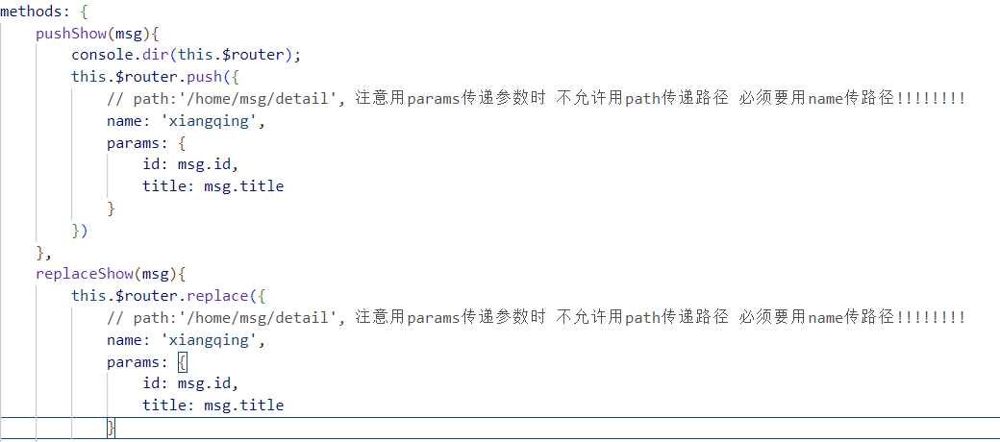 methods: {
pushShow(msg){
console.dir(this.$router);
this.$router.push({
// path:'/home/msg/detail', 注意用params传递参数时 不允许用path传递路径 必须要用name传路径!!!!!!!!
name: 'xiangqing',
params: {
id: msg.id,
title: msg.title
}
})
},
replaceShow(msg){
this.$router.replace({
// path:'/home/msg/detail', 注意用params传递参数时 不允许用path传递路径 必须要用name传路径!!!!!!!!
name: 'xiangqing',
params: {
id: msg.id,
title: msg.title
}